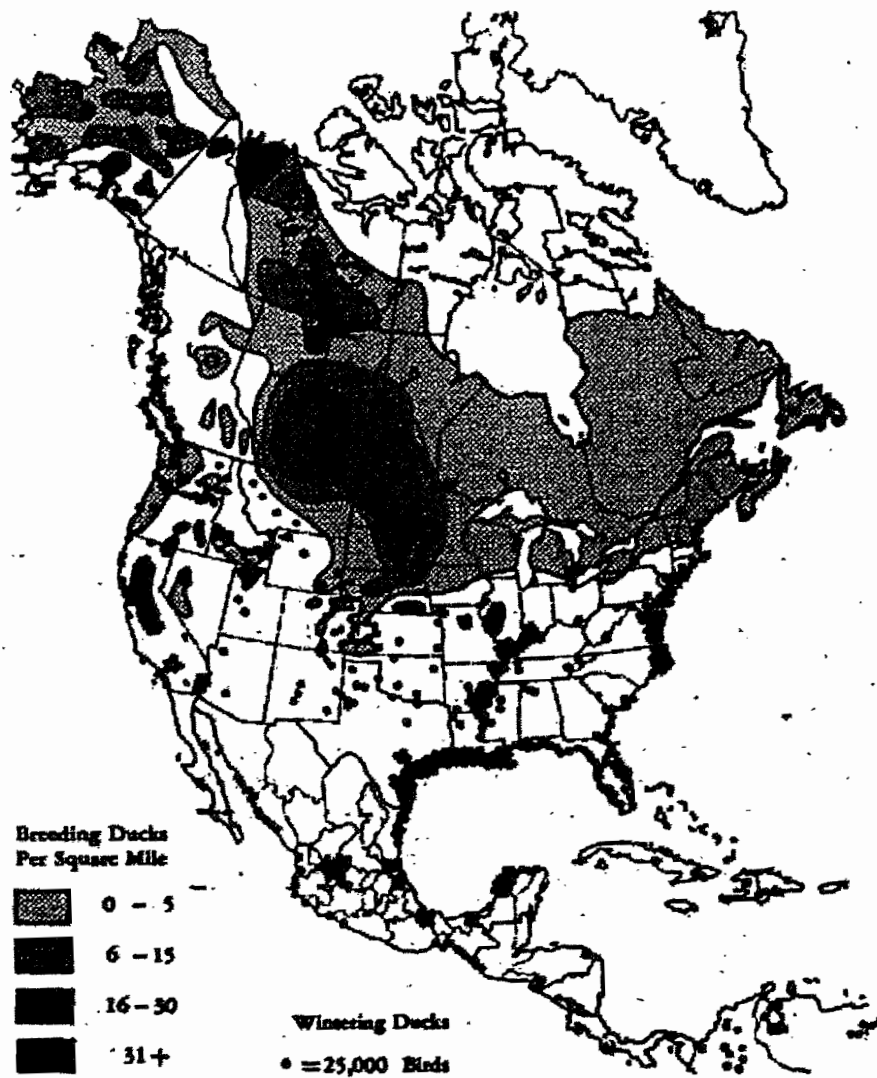 Breeding Ducks
Per Square Mile
0 - 5
6 - 15
16 - 30
31+
Wintering Ducks
• = 25,000 Birds